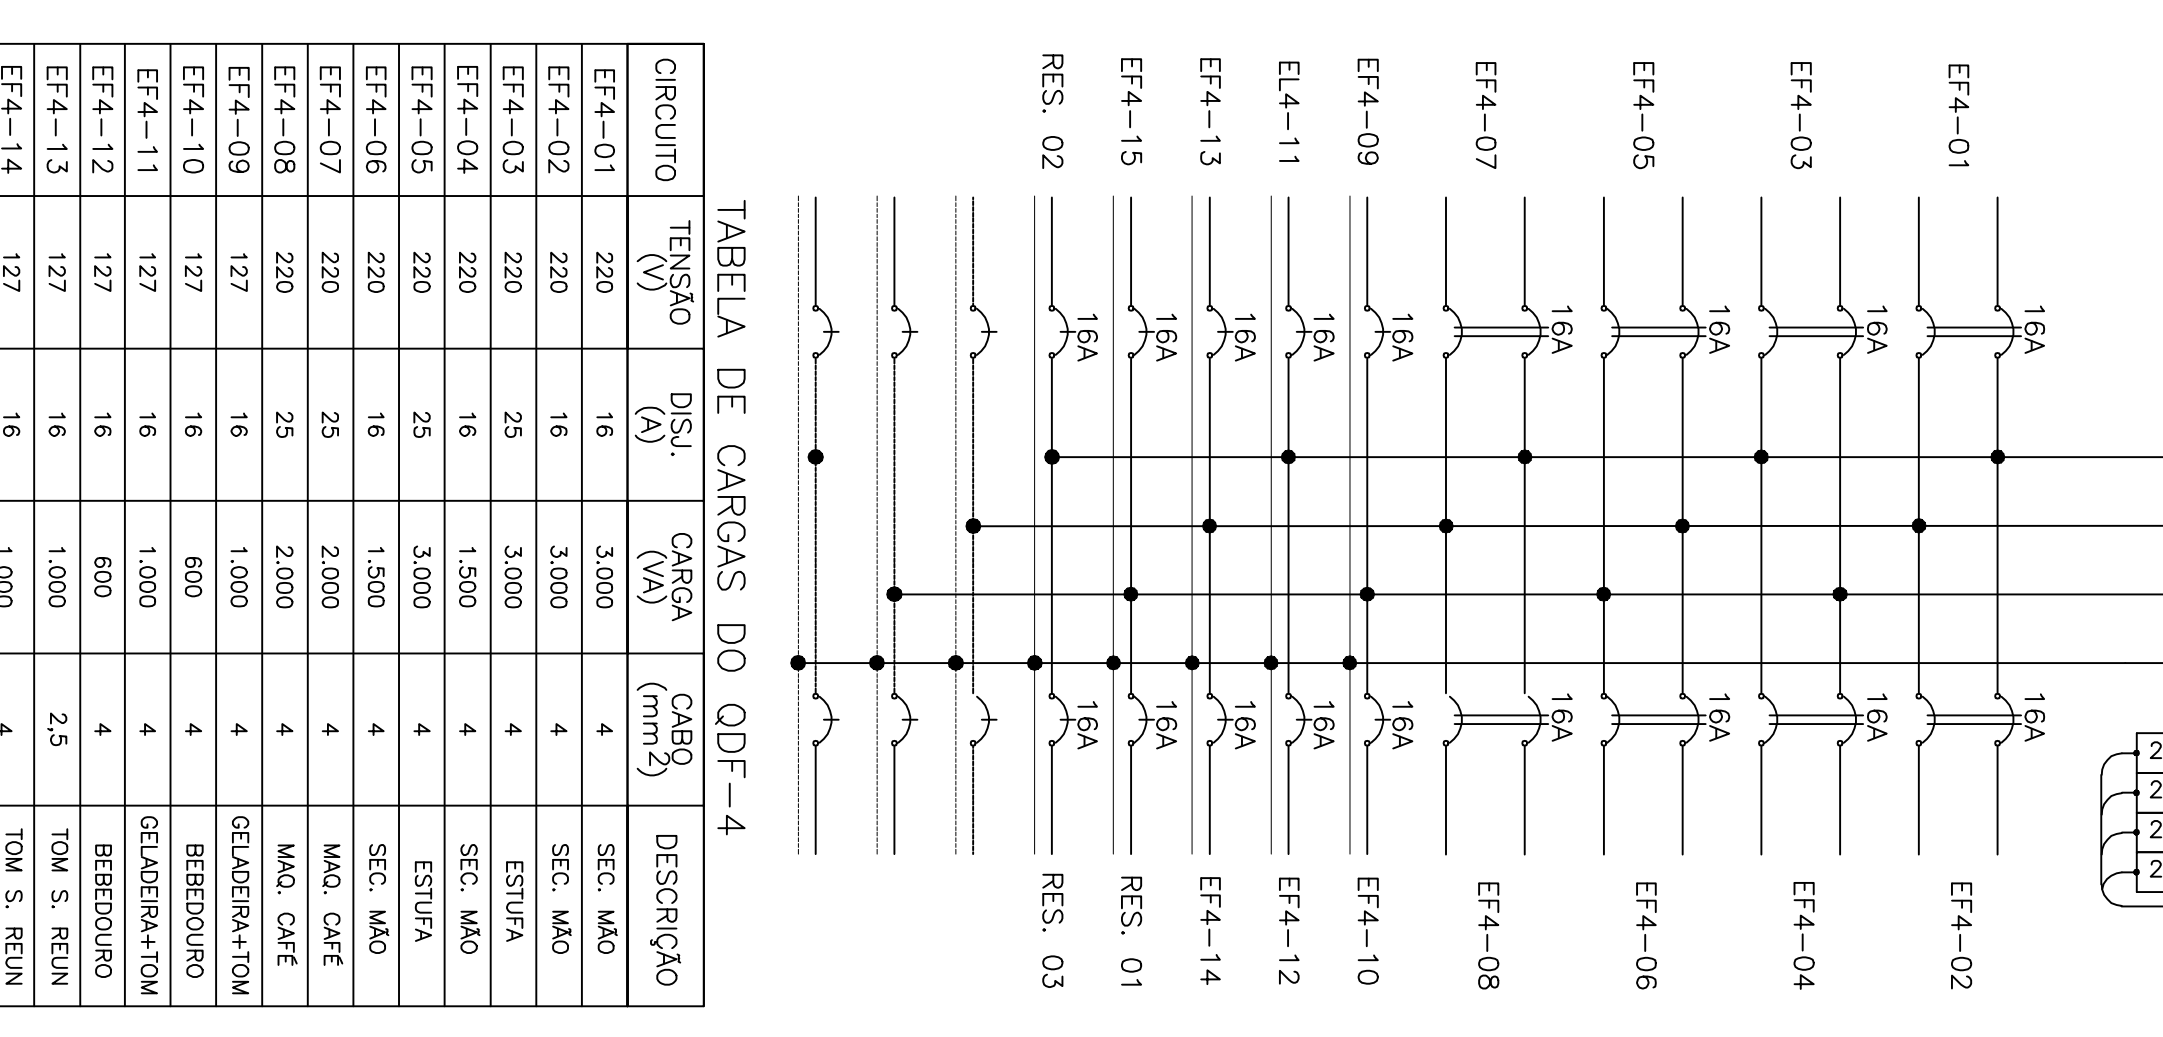 2
2
2
2
16A 16A
EF4-01 EF4-02
16A 16A
EF4-03 EF4-04
16A 16A
EF4-05 EF4-06
16A 16A
EF4-07 EF4-08
16A 16A
EF4-09 EF4-10
16A 16A
EL4-11 EF4-12
16A 16A
EF4-13 EF4-14
16A 16A
EF4-15 RES. 01
16A 16A
RES. 02 RES. 03
TABELA DE CARGAS DO QDF-4
CIRCUITO TENSÃO (V) DISJ. (A) CARGA (VA) CABO (mm2) DESCRIÇÃO
EF4-01 220 16 3.000 4 SEC. MÃO
EF4-02 220 16 3.000 4 SEC. MÃO
EF4-03 220 25 3.000 4 ESTUFA
EF4-04 220 16 1.500 4 SEC. MÃO
EF4-05 220 25 3.000 4 ESTUFA
EF4-06 220 16 1.500 4 SEC. MÃO
EF4-07 220 25 2.000 4 MAQ. CAFÉ
EF4-08 220 25 2.000 4 MAQ. CAFÉ
EF4-09 127 16 1.000 4 GELADEIRA+TOM
EF4-10 127 16 600 4 BEBEDOURO
EF4-11 127 16 1.000 4 GELADEIRA+TOM
EF4-12 127 16 600 4 BEBEDOURO
EF4-13 127 16 1.000 2,5 TOM S. REUN
EF4-14 127 16 1.000 4 TOM S. REUN